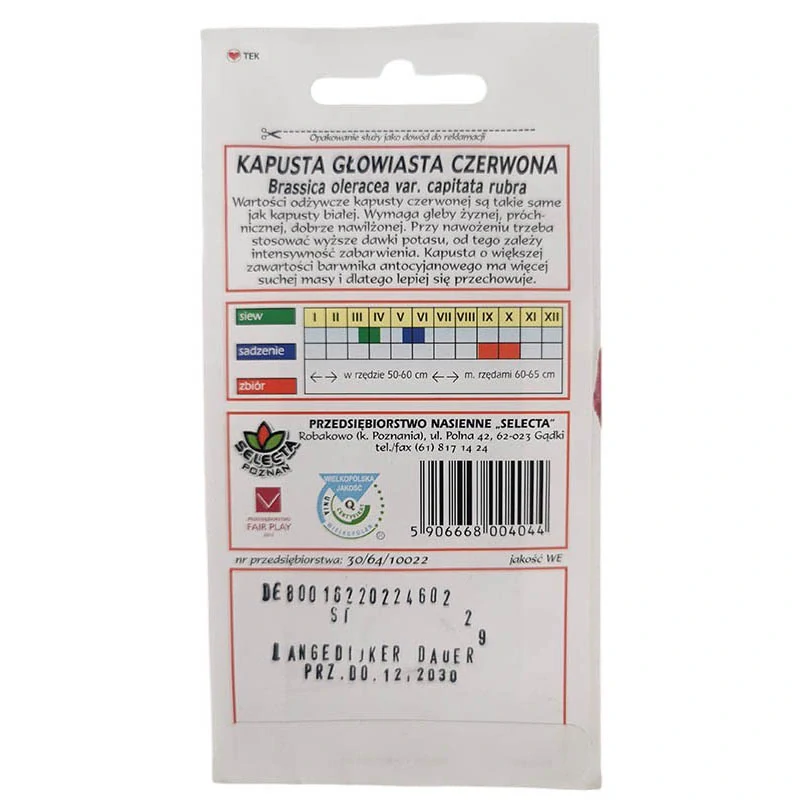 TEK
Opakowanie służy jako dowód do reklamacji
KAPUSTA GŁOWIASTA CZERWONA
Brassica oleracea var. capitata rubra
Wartości odżywcze kapusty czerwonej są takie same
jak kapusty białej. Wymaga gleby żyznej, próch-
nicznej, dobrze nawilżonej. Przy nawożeniu trzeba
stosować wyższe dawki potasu, od tego zależy
intensywność zabarwienia. Kapusta o większej
zawartości barwnika antocyjanowego ma więcej
suchej masy i dlatego lepiej się przechowuje.
siew I II III IV V VI VII VIII IX X XI XII
sadzenie
zbiór
w rzędzie 50-60 cm m. rzędami 60-65 cm
PRZEDSIĘBIORSTWO NASIENNE „SELECTA"
Robakowo (k. Poznania), ul. Polna 42, 62-023 Gądki
tel./fax (61) 817 14 24
SELECTA
POZNAŃ
WIELKOPOLSKA
JAKOŚĆ
Q
CERTYFIKAT
UNIA WIELKOPOLAN
®
PRZEDSIĘBIORSTWO
FAIR PLAY
5 906668 004044
nr przedsiębiorstwa: 30/64/10022 jakość WE
DE80016220224602
ST 2
9
LANGEDIJKER DAUER
PRZ.DO.12,2030